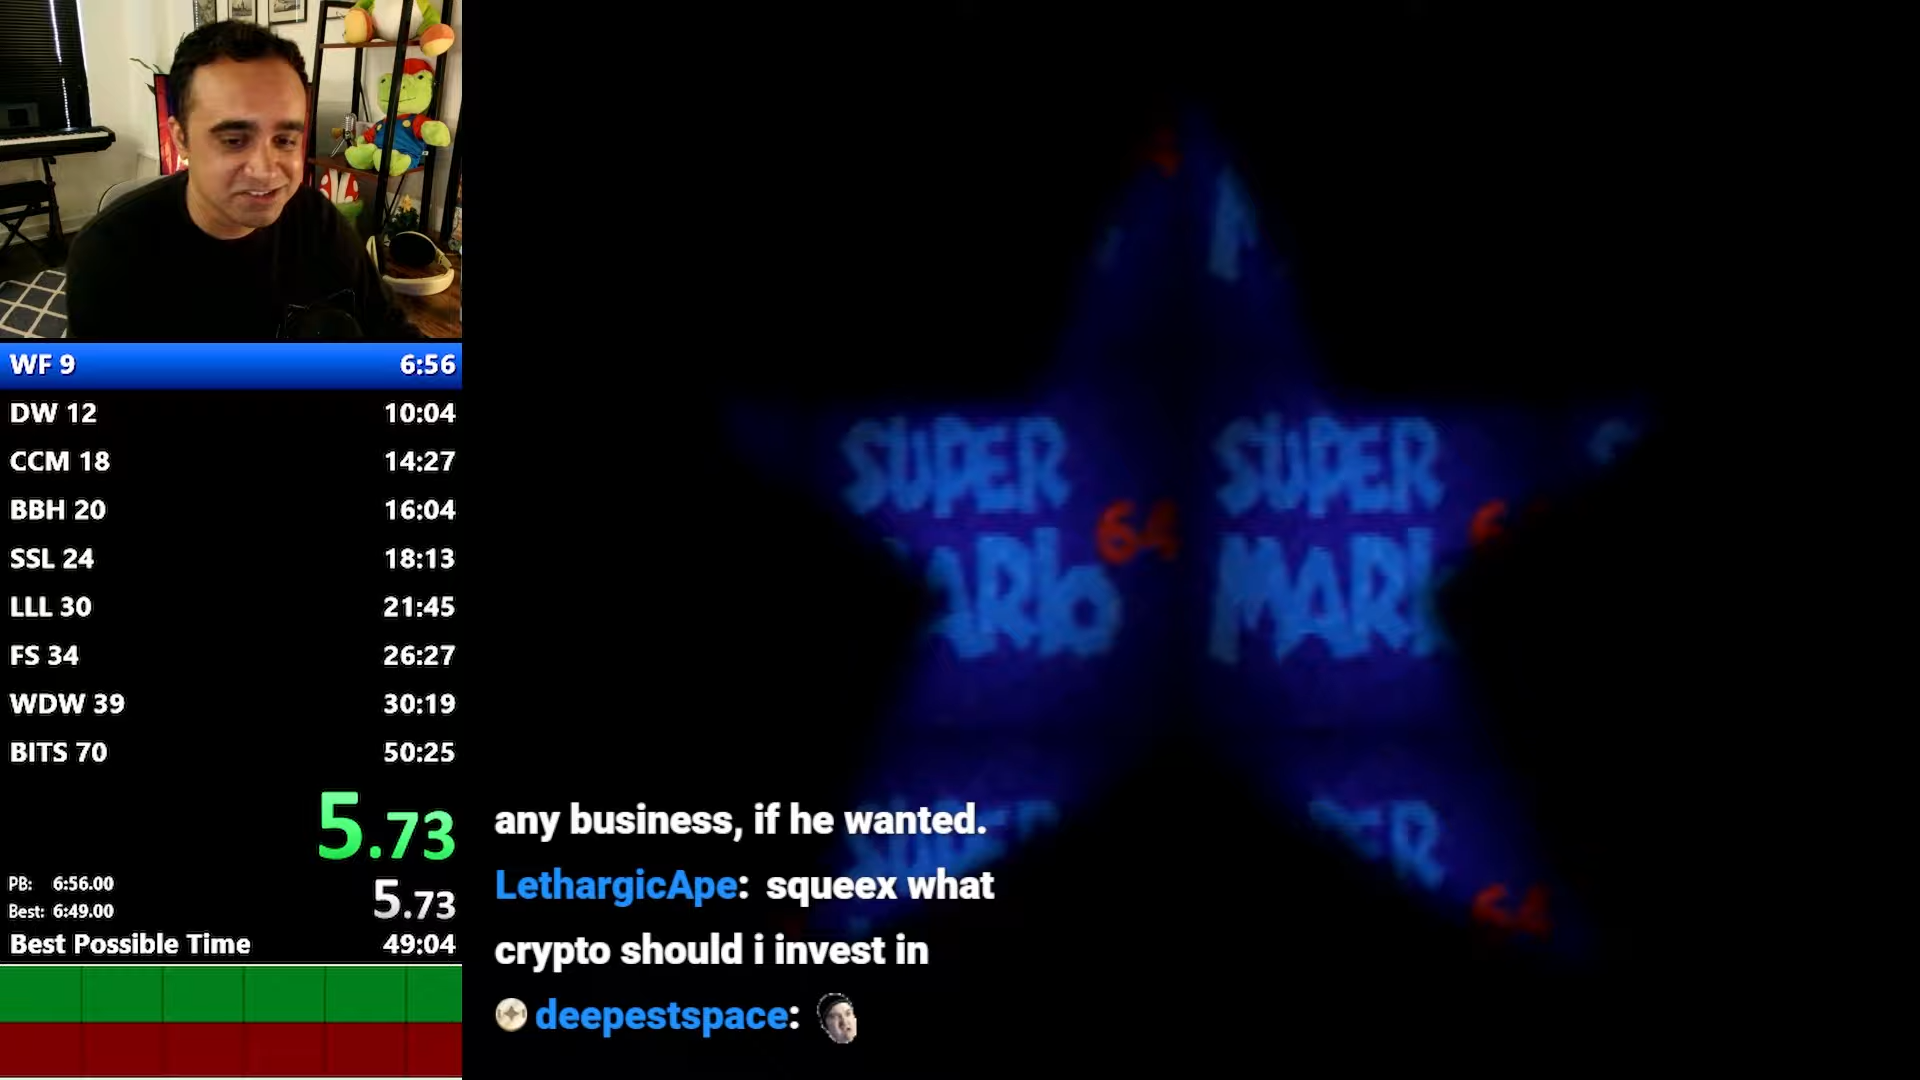 WF 9 6:56
DW 12 10:04
CCM 18 14:27
BBH 20 16:04
SSL 24 18:13
LLL 30 21:45
FS 34 26:27
WDW 39 30:19
BITS 70 50:25
5.73
PB: 6:56.00
Best: 6:49.00
5.73
Best Possible Time 49:04
SUPER SUPER
64
MARIO
any business, if he wanted.
LethargicApe: squeex what
crypto should i invest in
deepestspace:
64